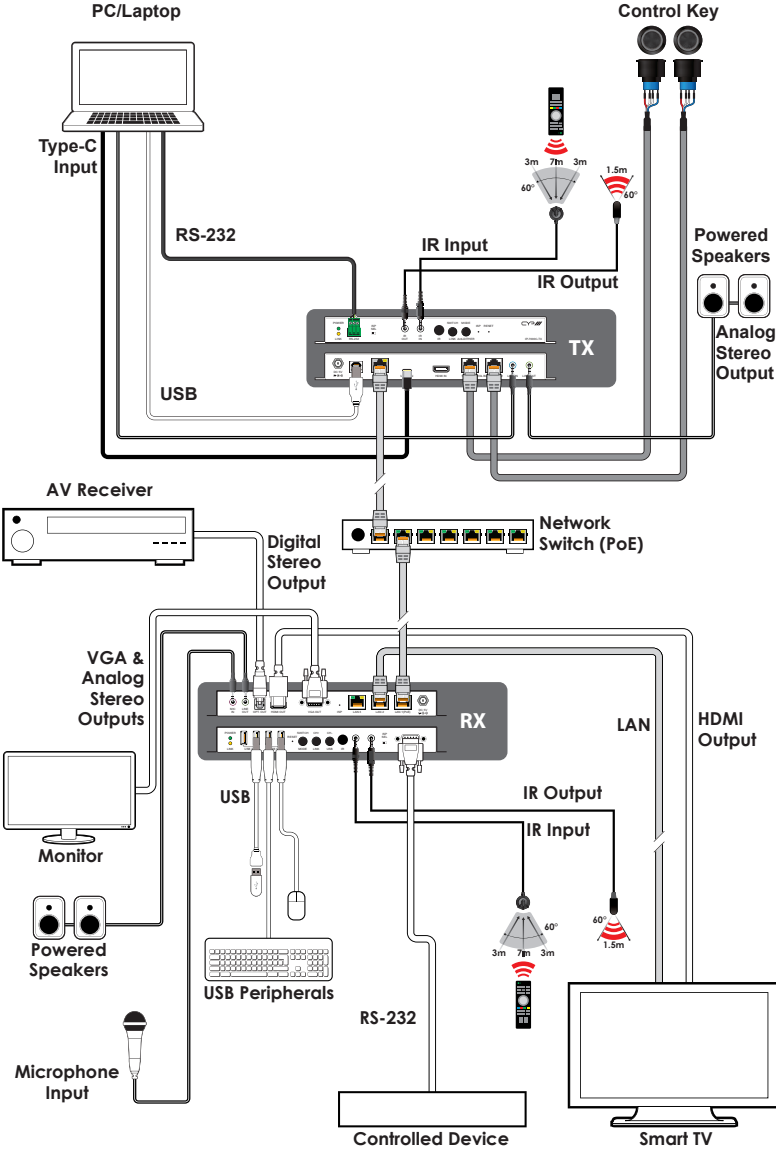 PC/Laptop
Control Key
Type-C
Input
3m 7m 3m
60°
1.5m
60°
RS-232
IR Input
IR Output
Powered
Speakers
CYP
TX
Analog
Stereo
Output
USB
AV Receiver
Digital
Stereo
Output
Network
Switch (PoE)
VGA &
Analog
Stereo
Outputs
RX
LAN
HDMI
Output
USB
IR Output
IR Input
Monitor
60°
3m 7m 3m
60°
1.5m
Powered
Speakers
USB Peripherals
RS-232
Microphone
Input
Controlled Device
Smart TV